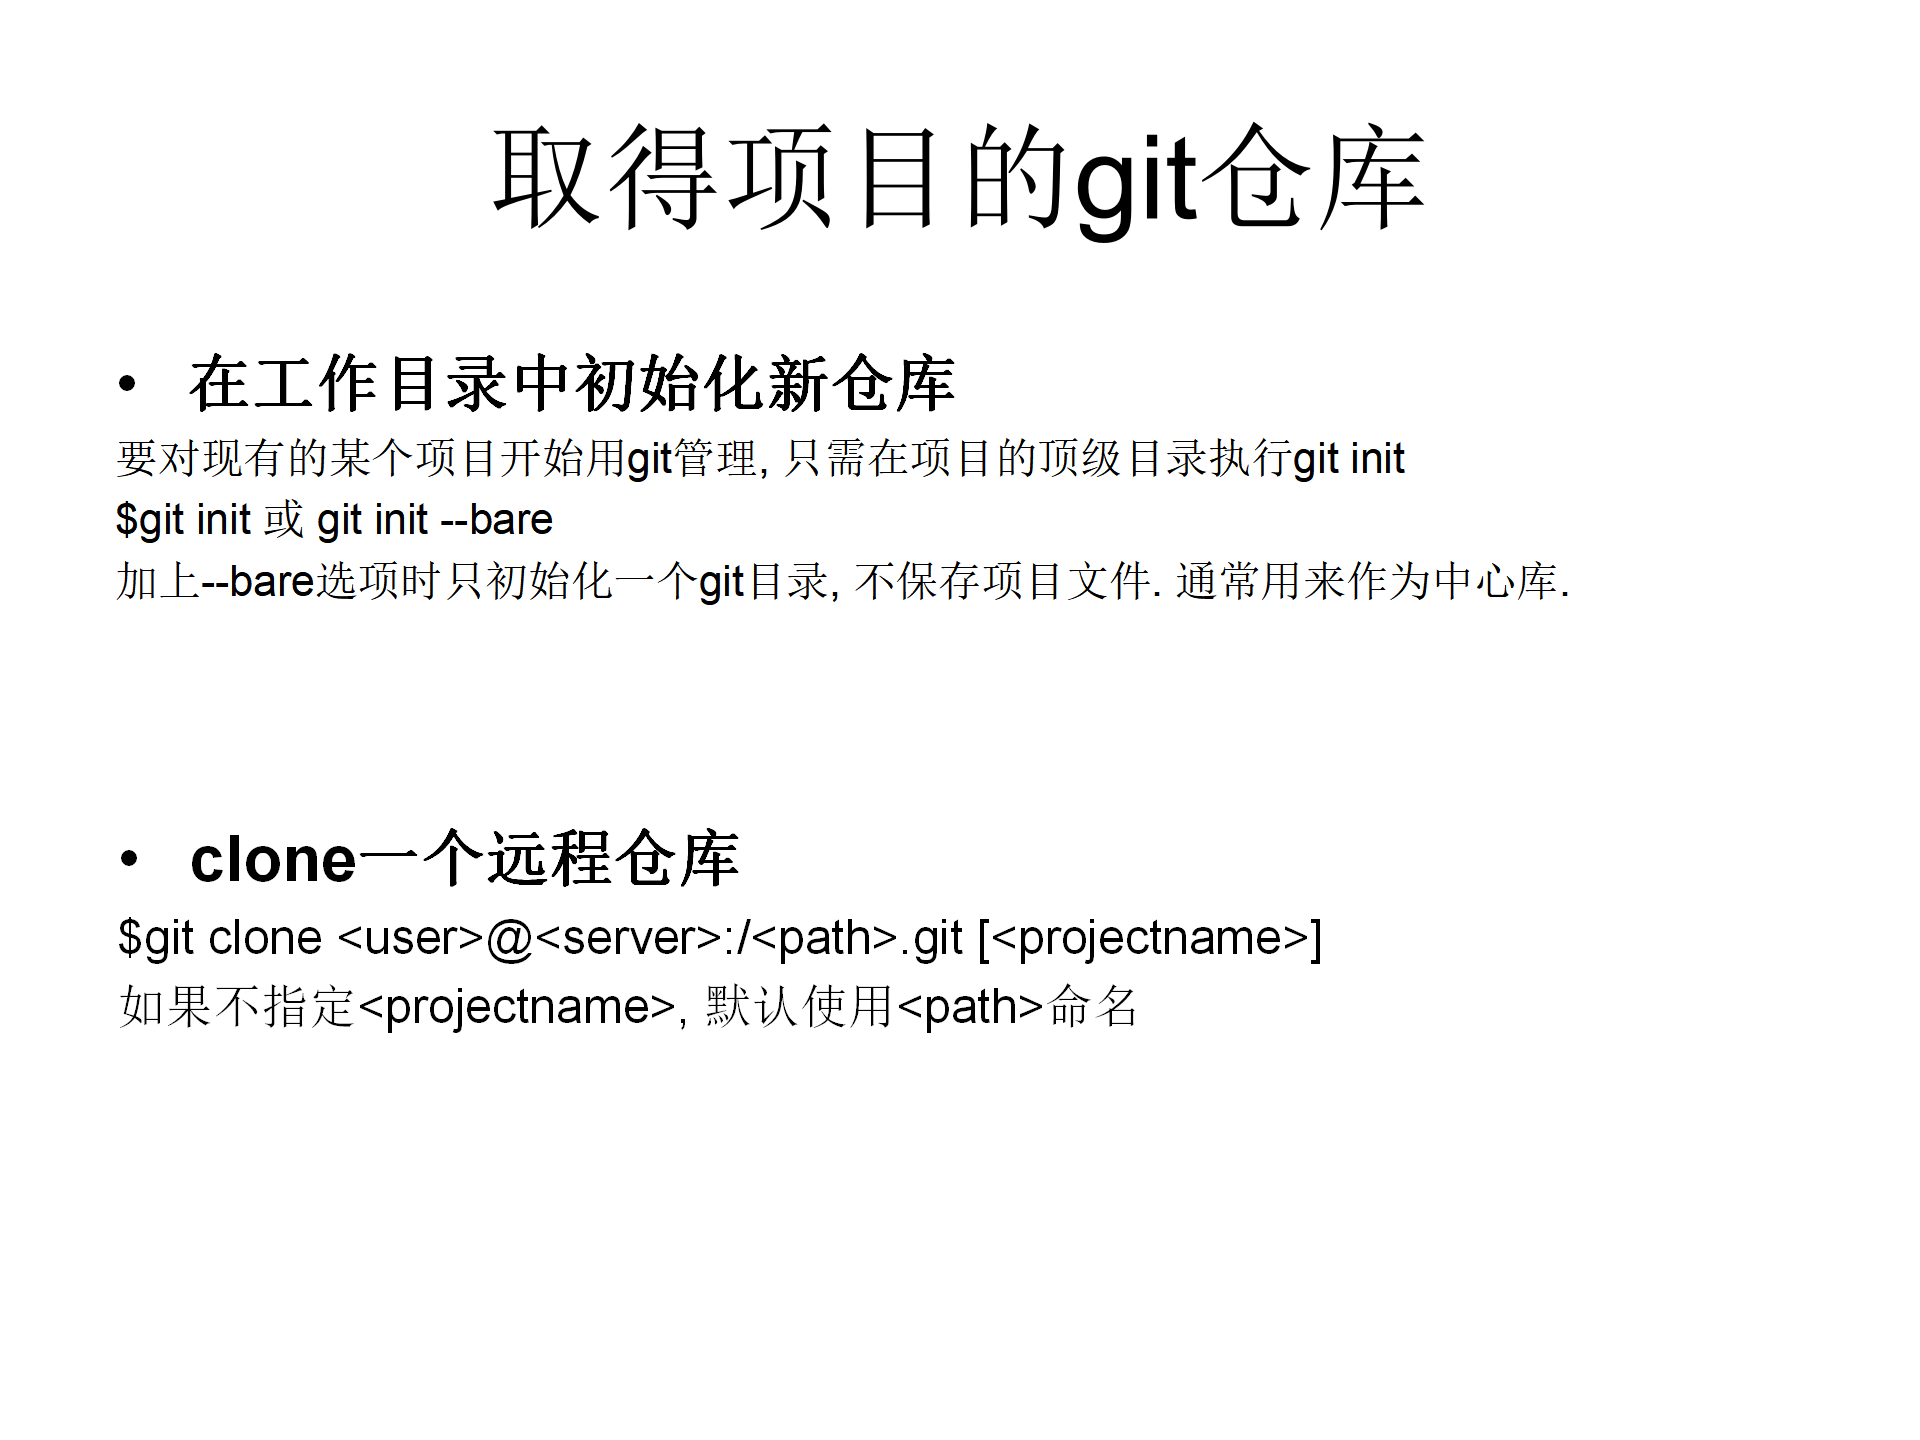 取得项目的git仓库
• 在工作目录中初始化新仓库
要对现有的某个项目开始用git管理, 只需在项目的顶级目录执行git init
$git init 或 git init --bare
加上--bare选项时只初始化一个git目录, 不保存项目文件. 通常用来作为中心库.
• clone一个远程仓库
$git clone <user>@<server>:/<path>.git [<projectname>]
如果不指定<projectname>, 默认使用<path>命名